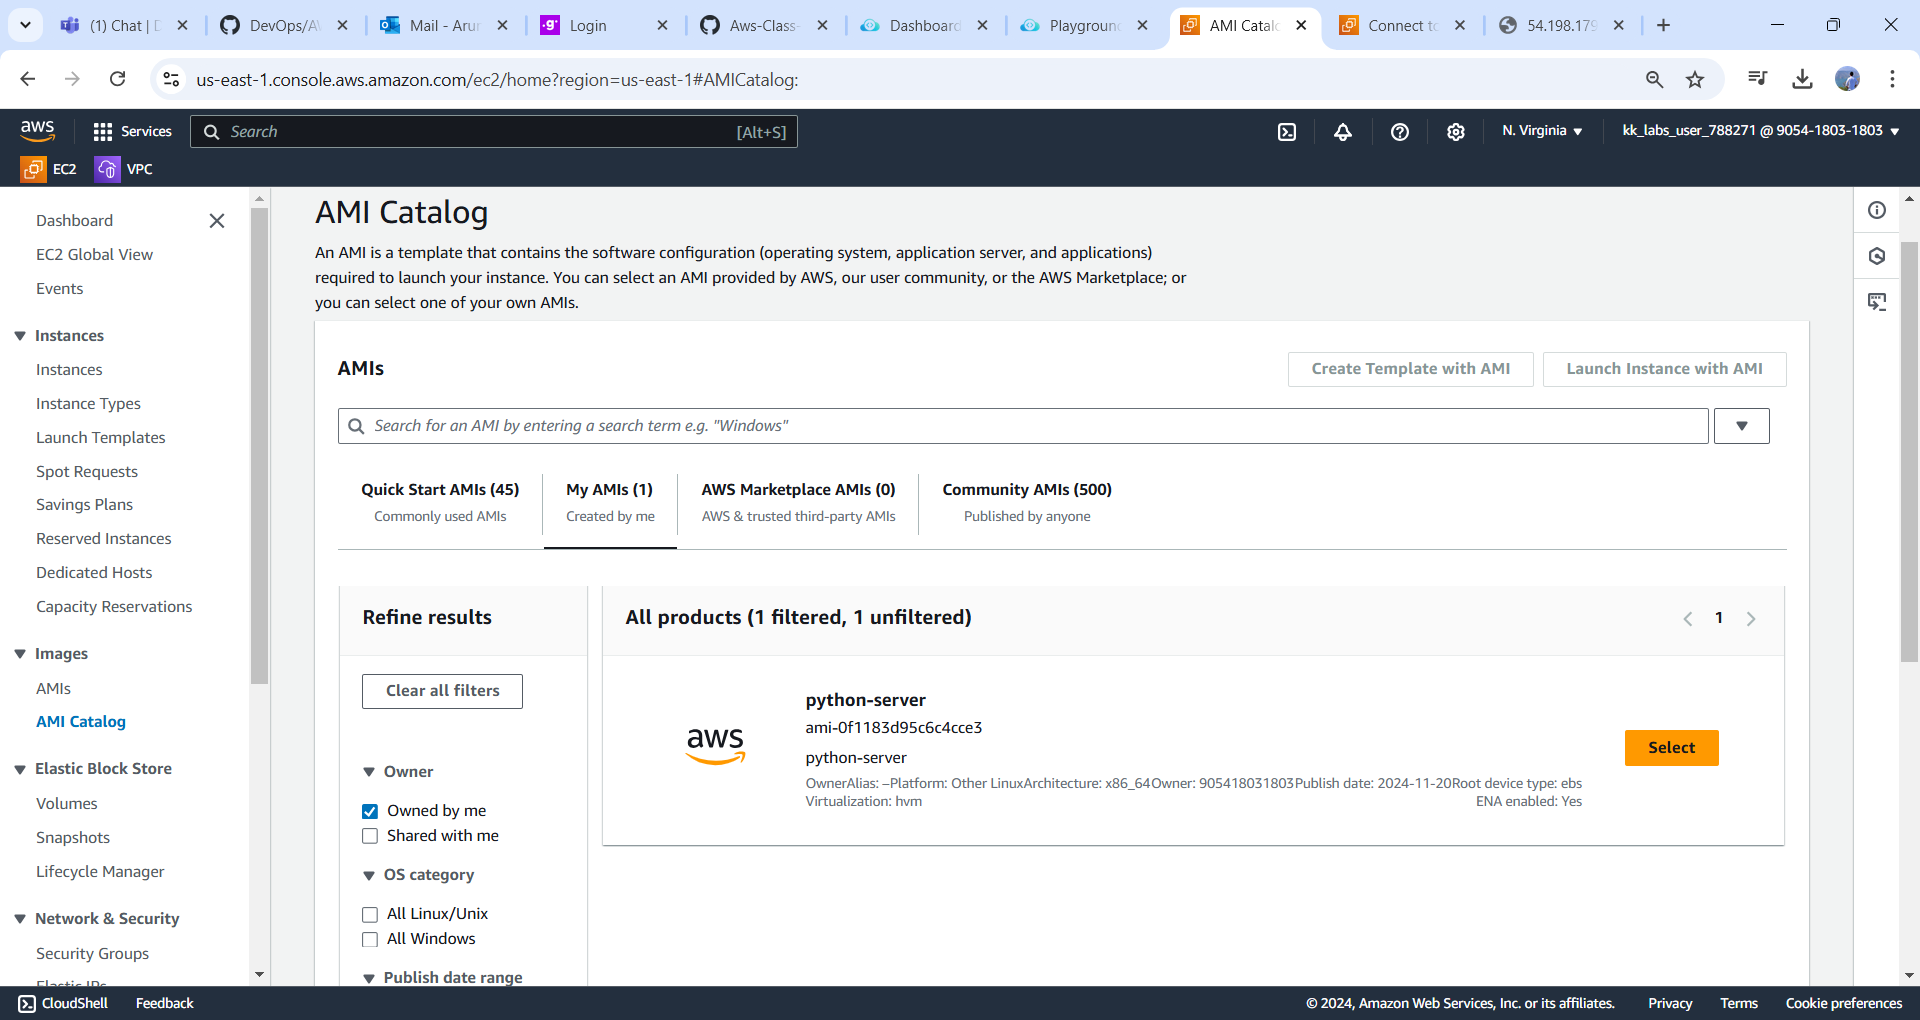 (1) Chat | D
DevOps/A
Mail - Arun
Login
Aws-Class-
Dashboard
Playground
AMI Catalo
Connect to
54.198.179
us-east-1.console.aws.amazon.com/ec2/home?region=us-east-1#AMICatalog:
aws
Services
Search
[Alt+S]
N. Virginia
kk_labs_user_788271 @ 9054-1803-1803
EC2
VPC
Dashboard
EC2 Global View
Events
Instances
Instances
Instance Types
Launch Templates
Spot Requests
Savings Plans
Reserved Instances
Dedicated Hosts
Capacity Reservations
Images
AMIs
AMI Catalog
Elastic Block Store
Volumes
Snapshots
Lifecycle Manager
Network & Security
Security Groups
Elastic IPs
AMI Catalog
An AMI is a template that contains the software configuration (operating system, application server, and applications)
required to launch your instance. You can select an AMI provided by AWS, our user community, or the AWS Marketplace; or
you can select one of your own AMIs.
AMIs
Create Template with AMI
Launch Instance with AMI
Search for an AMI by entering a search term e.g. "Windows"
Quick Start AMIs (45)
Commonly used AMIs
My AMIs (1)
Created by me
AWS Marketplace AMIs (0)
AWS & trusted third-party AMIs
Community AMIs (500)
Published by anyone
Refine results
Clear all filters
Owner
Owned by me
Shared with me
OS category
All Linux/Unix
All Windows
Publish date range
All products (1 filtered, 1 unfiltered)
1
aws
python-server
ami-0f1183d95c6c4cce3
python-server
OwnerAlias: –Platform: Other LinuxArchitecture: x86_64Owner: 905418031803Publish date: 2024-11-20Root device type: ebs
Virtualization: hvm
ENA enabled: Yes
Select
CloudShell
Feedback
© 2024, Amazon Web Services, Inc. or its affiliates.
Privacy
Terms
Cookie preferences